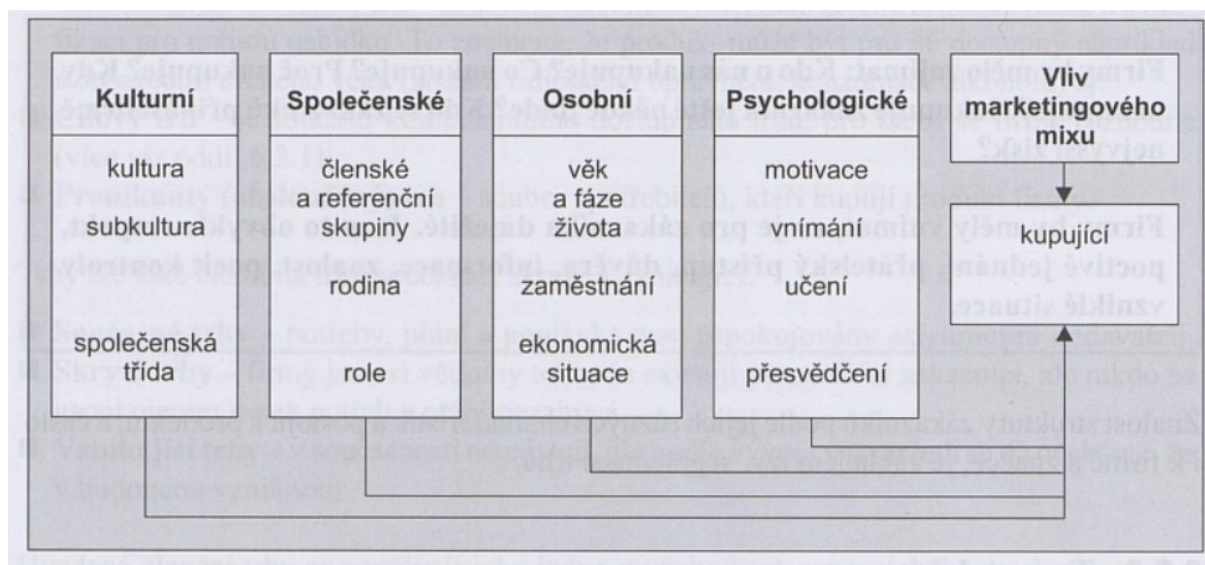 Kulturní
kultura
subkultura
společenská
třída
Společenské
členské
a referenční
skupiny
rodina
role
Osobní
věk
a fáze
života
zaměstnání
ekonomická
situace
Psychologické
motivace
vnímání
učení
přesvědčení
Vliv
marketingového
mixu
kupující